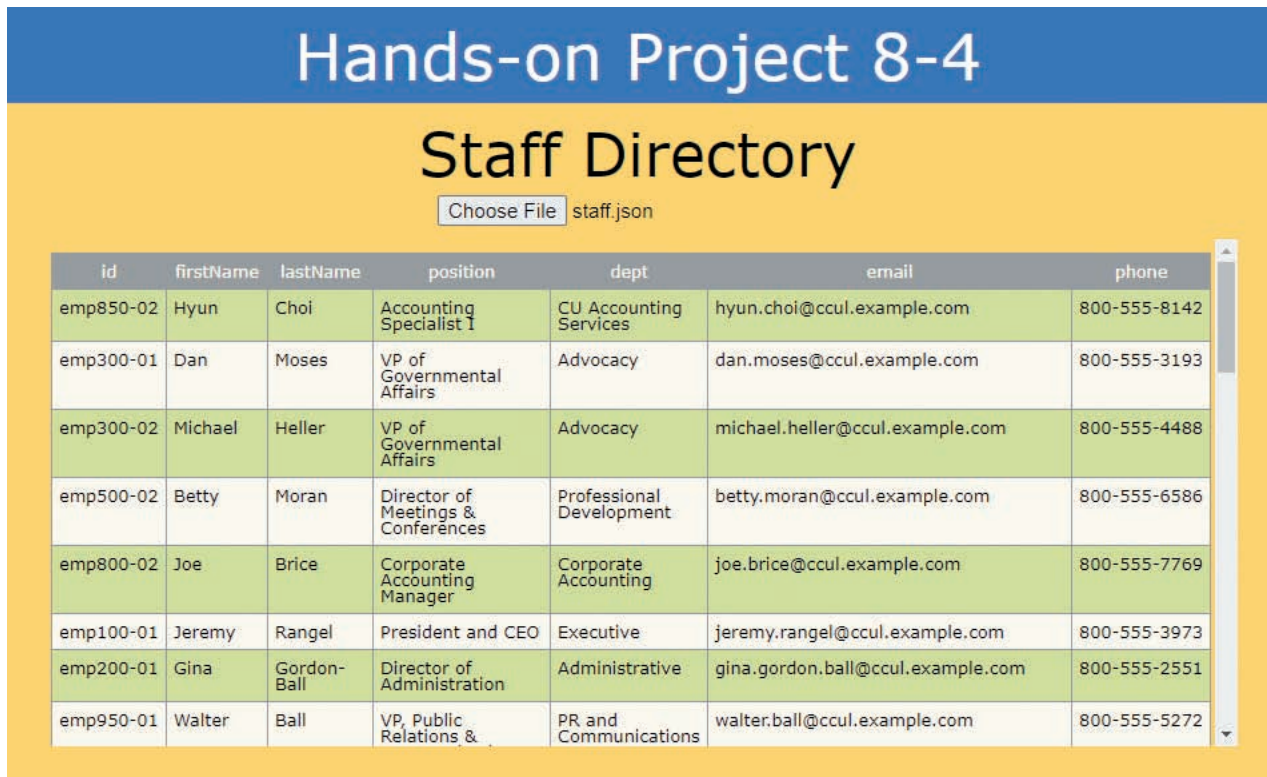 Hands-on Project 8-4
Staff Directory
Choose File staff.json
id firstName lastName position dept email phone
emp850-02 Hyun Choi Accounting CU Accounting hyun.choi@ccul.example.com 800-555-8142
Specialist I Services
emp300-01 Dan Moses VP of Advocacy dan.moses@ccul.example.com 800-555-3193
Governmental
Affairs
emp300-02 Michael Heller VP of Advocacy michael.heller@ccul.example.com 800-555-4488
Governmental
Affairs
emp500-02 Betty Moran Director of Professional betty.moran@ccul.example.com 800-555-6586
Meetings & Development
Conferences
emp800-02 Joe Brice Corporate Corporate joe.brice@ccul.example.com 800-555-7769
Accounting Accounting
Manager
emp100-01 Jeremy Rangel President and CEO Executive jeremy.rangel@ccul.example.com 800-555-3973
emp200-01 Gina Gordon- Director of Administrative gina.gordon.ball@ccul.example.com 800-555-2551
Ball Administration
emp950-01 Walter Ball VP, Public PR and walter.ball@ccul.example.com 800-555-5272
Relations & Communications